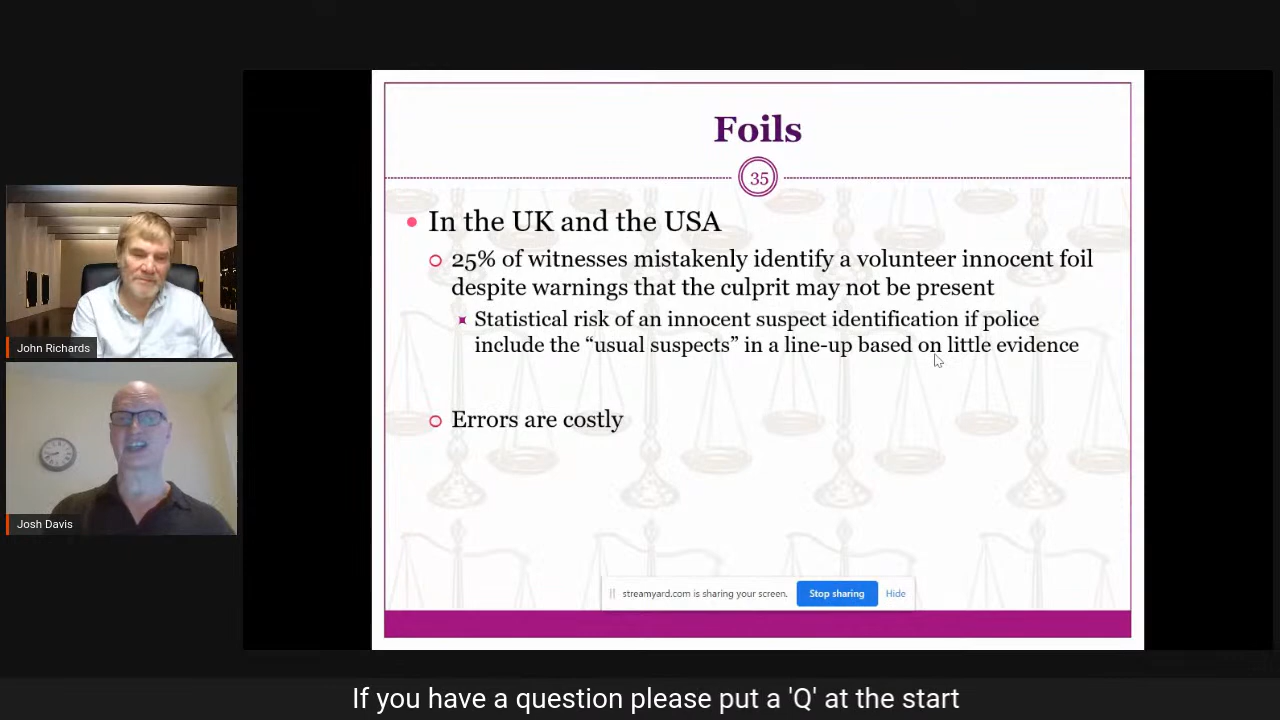 Foils
35
In the UK and the USA
25% of witnesses mistakenly identify a volunteer innocent foil
despite warnings that the culprit may not be present
Statistical risk of an innocent suspect identification if police
include the “usual suspects” in a line-up based on little evidence
Errors are costly
John Richards
Josh Davis
streamyard.com is sharing your screen.
Stop sharing
Hide
If you have a question please put a 'Q' at the start